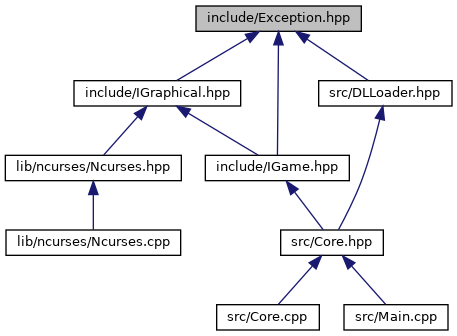 include/Exception.hpp
include/IGraphical.hpp
src/DLLoader.hpp
lib/ncurses/Ncurses.hpp
include/IGame.hpp
lib/ncurses/Ncurses.cpp
src/Core.hpp
src/Core.cpp
src/Main.cpp